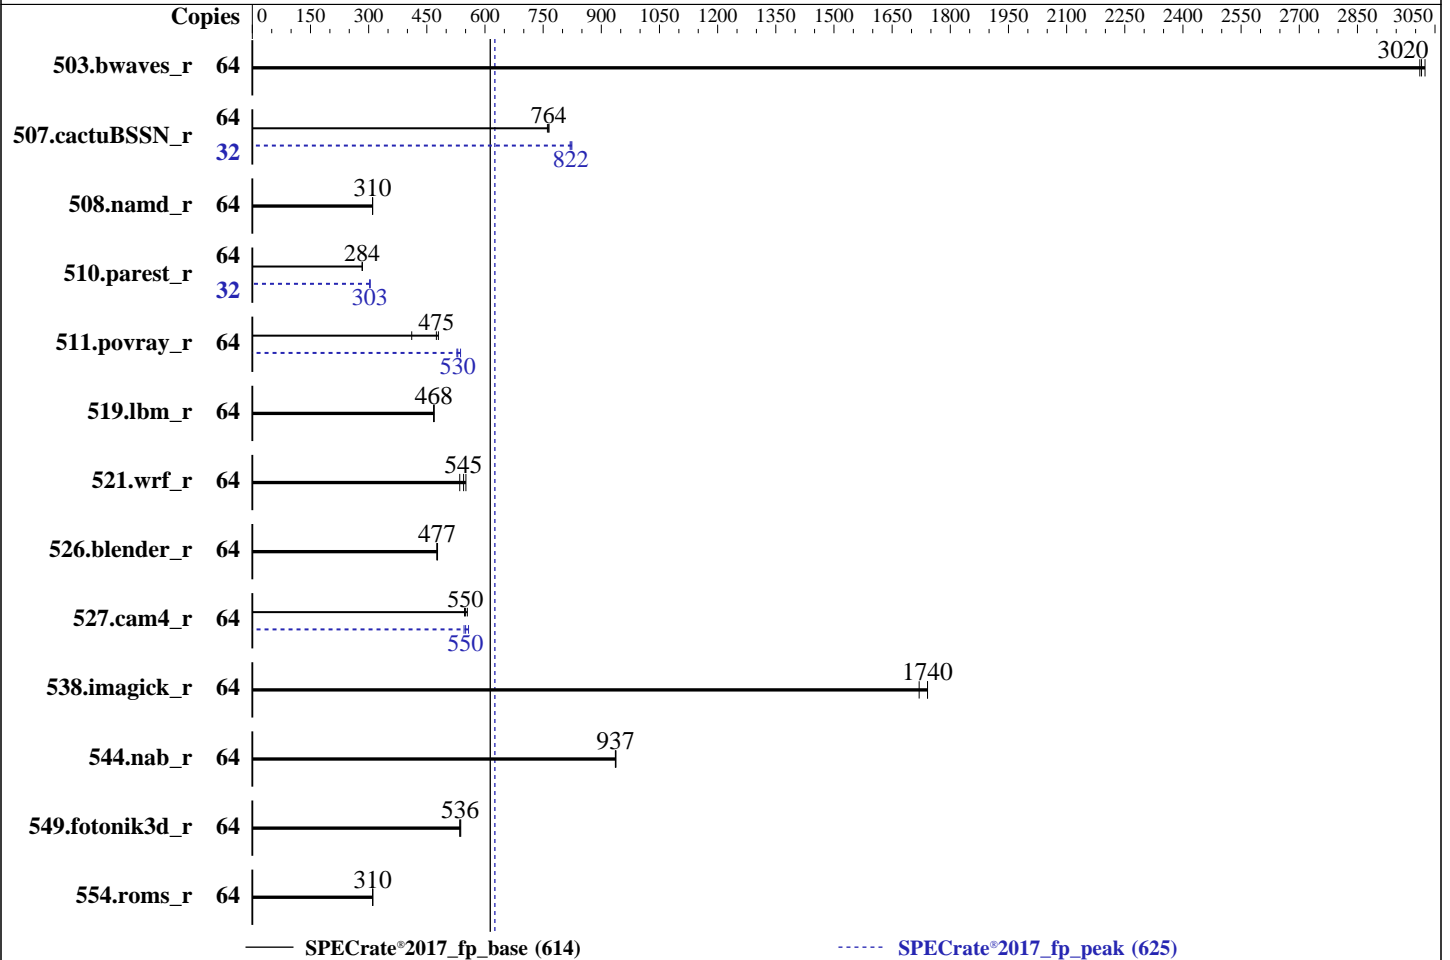 Copies 0 150 300 450 600 750 900 1050 1200 1350 1500 1650 1800 1950 2100 2250 2400 2550 2700 2850 3050
503.bwaves_r 64 3020
507.cactuBSSN_r 64 764
32 822
508.namd_r 64 310
510.parest_r 64 284
32 303
511.povray_r 64 475
530
519.lbm_r 64 468
521.wrf_r 64 545
526.blender_r 64 477
527.cam4_r 64 550
550
538.imagick_r 64 1740
544.nab_r 64 937
549.fotonik3d_r 64 536
554.roms_r 64 310
SPECrate®2017_fp_base (614) SPECrate®2017_fp_peak (625)